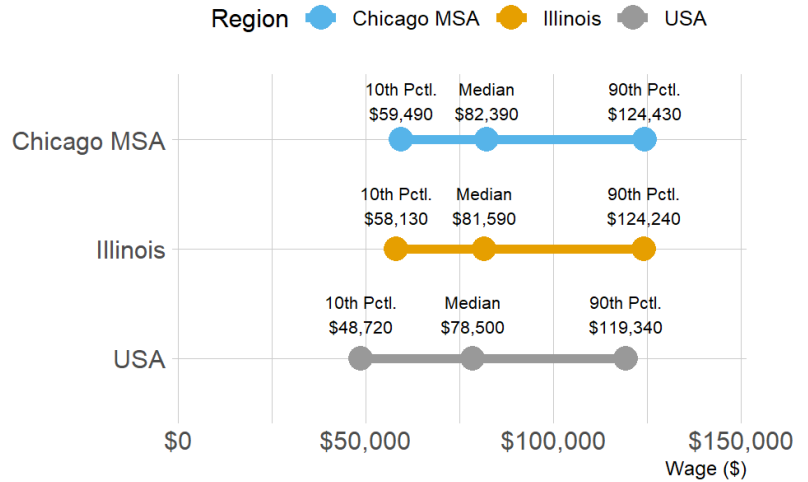 Region Chicago MSA Illinois USA
10th Pctl. Median 90th Pctl.
$59,490 $82,390 $124,430
Chicago MSA
10th Pctl. Median 90th Pctl.
$58,130 $81,590 $124,240
Illinois
10th Pctl. Median 90th Pctl.
$48,720 $78,500 $119,340
USA
$0 $50,000 $100,000 $150,000
Wage ($)